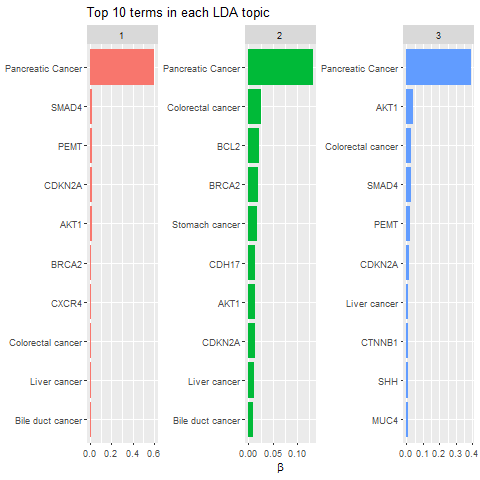 Top 10 terms in each LDA topic
1
Pancreatic Cancer
SMAD4
PEMT
CDKN2A
AKT1
BRCA2
CXCR4
Colorectal cancer
Liver cancer
Bile duct cancer
0.0 0.2 0.4 0.6
2
Pancreatic Cancer
Colorectal cancer
BCL2
BRCA2
Stomach cancer
CDH17
AKT1
CDKN2A
Liver cancer
Bile duct cancer
0.00 0.05 0.10
3
Pancreatic Cancer
AKT1
Colorectal cancer
SMAD4
PEMT
CDKN2A
Liver cancer
CTNNB1
SHH
MUC4
0.0 0.1 0.2 0.3 0.4
β